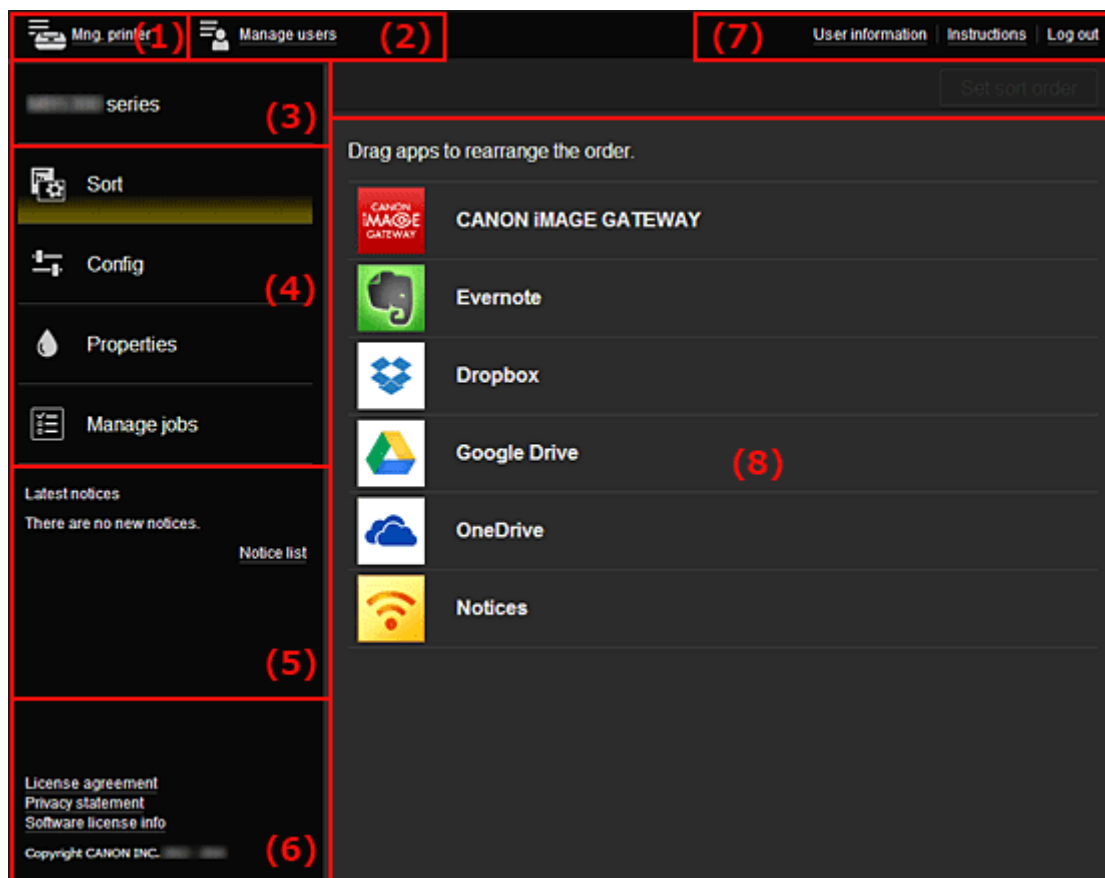 Mng. printer (1)
Manage users (2)
(7) User information Instructions Log out
series (3)
Set sort order
Drag apps to rearrange the order.
Sort
Config
(4)
Properties
Manage jobs
CANON iMAGE GATEWAY
CANON iMAGE GATEWAY
Evernote
Dropbox
Google Drive
(8)
OneDrive
Notices
Latest notices
There are no new notices.
Notice list
(5)
License agreement
Privacy statement
Software license info
Copyright CANON INC.
(6)